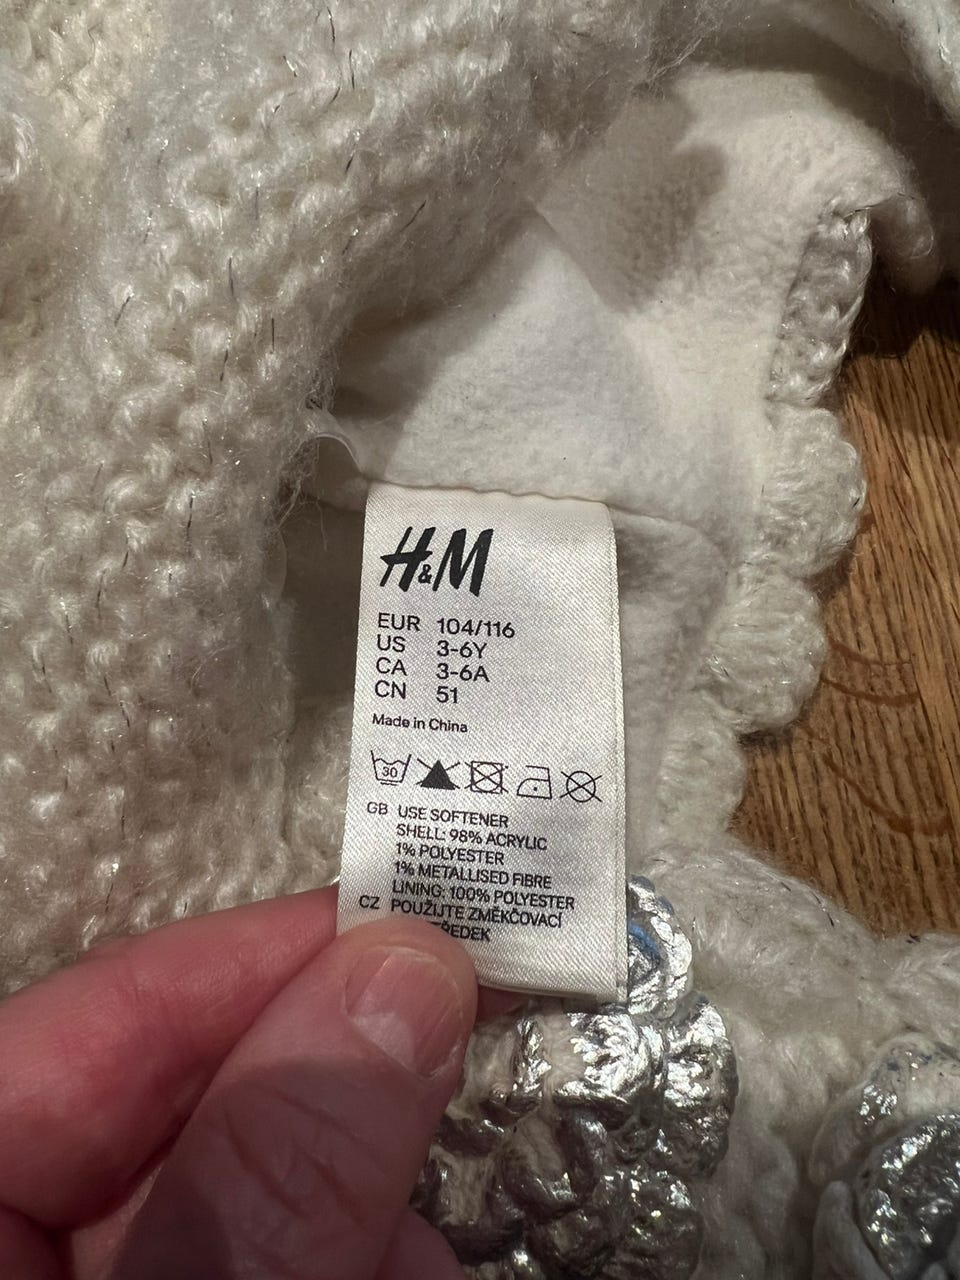 H&M
EUR 104/116
US 3-6Y
CA 3-6A
CN 51
Made in China
30
GB USE SOFTENER
SHELL: 98% ACRYLIC
1% POLYESTER
1% METALLISED FIBRE
LINING: 100% POLYESTER
CZ POUŽIJTE ZMĚKČOVACÍ